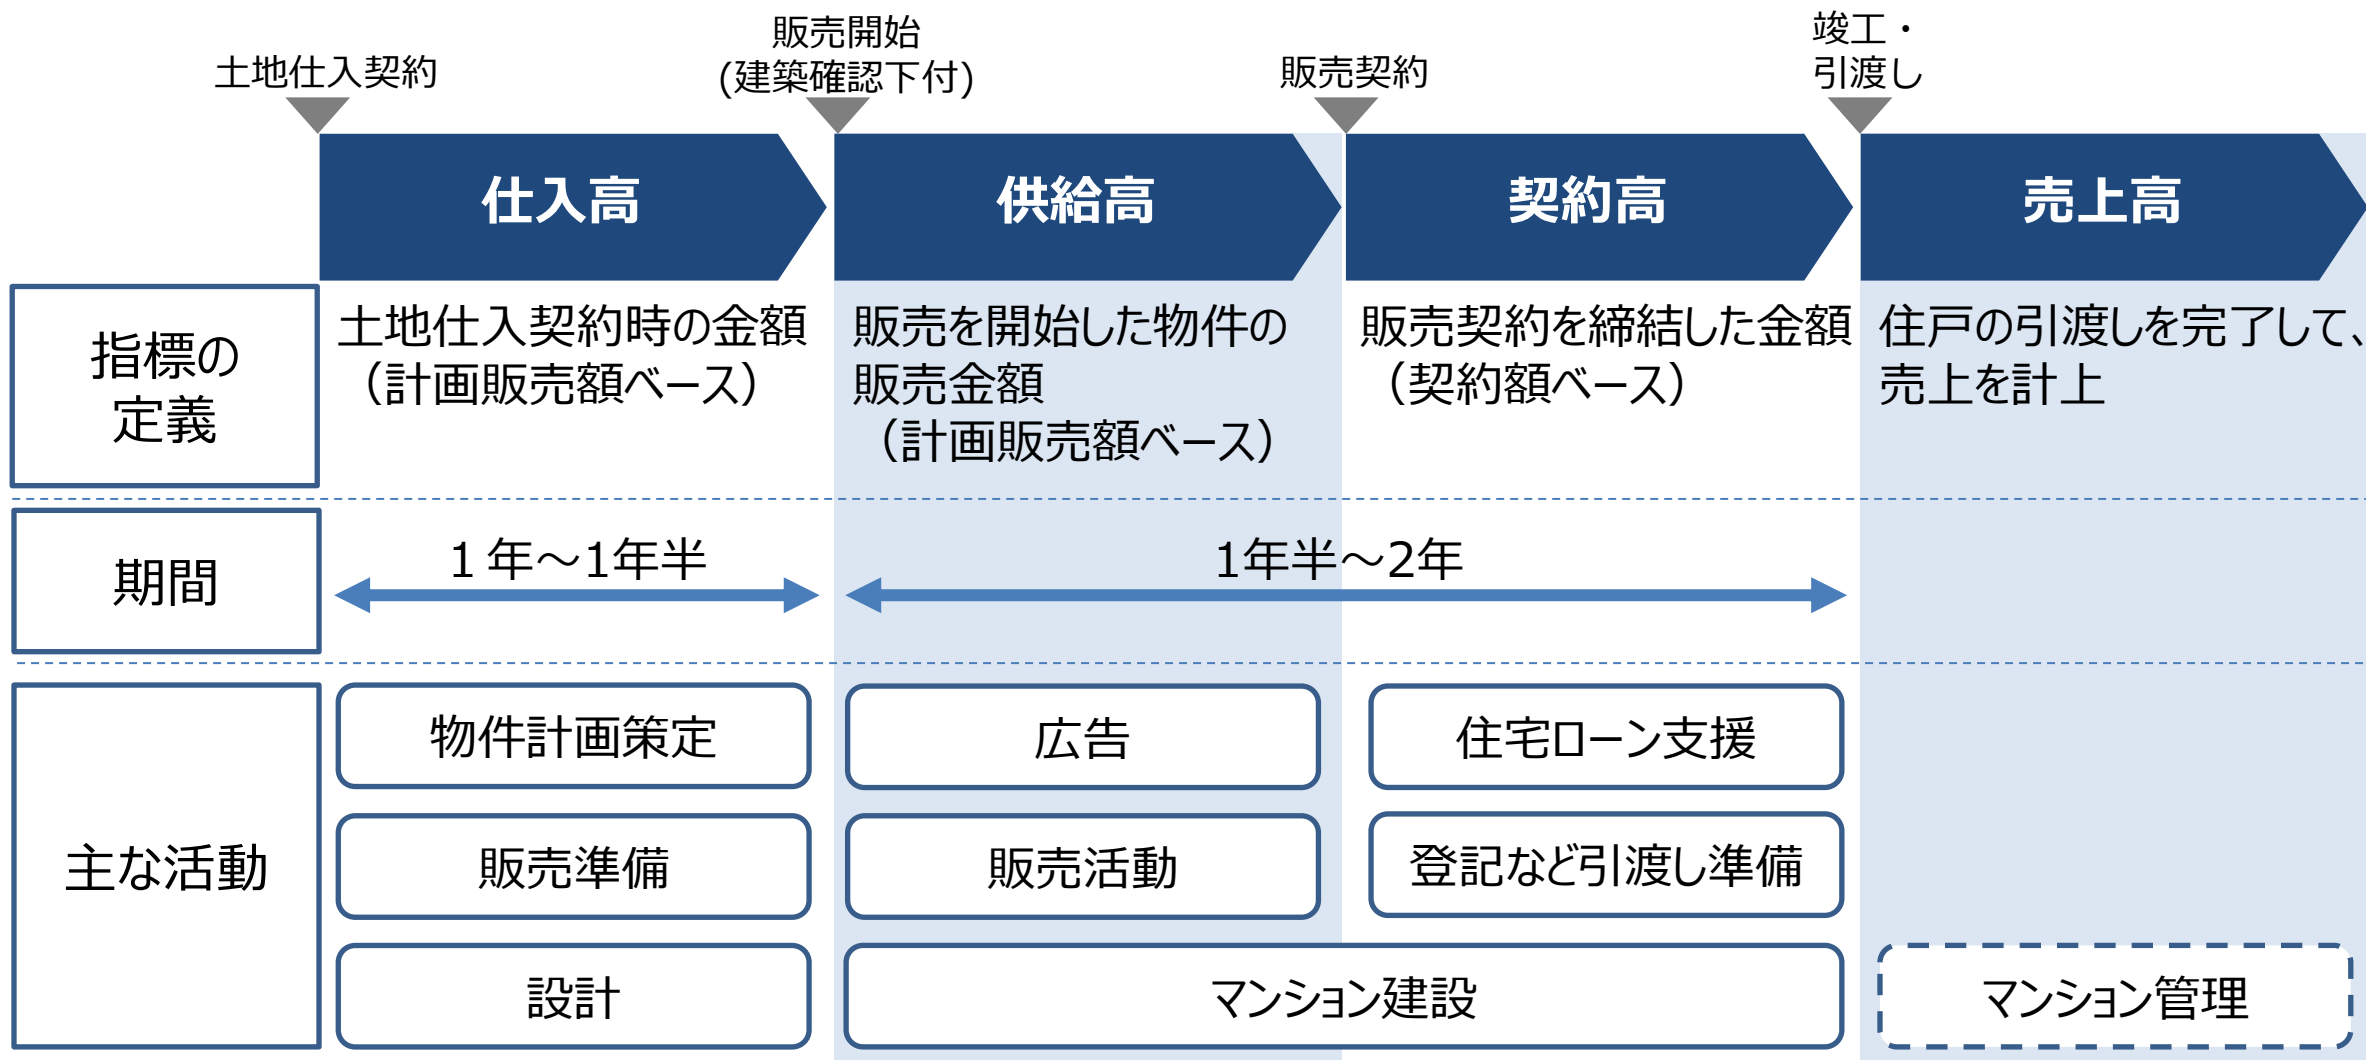 土地仕入契約
販売開始
(建築確認下付)
販売契約
竣工・
引渡し
仕入高
供給高
契約高
売上高
指標の
定義
土地仕入契約時の金額
（計画販売額ベース）
販売を開始した物件の
販売金額
（計画販売額ベース）
販売契約を締結した金額
（契約額ベース）
住戸の引渡しを完了して、
売上を計上
期間
１年～1年半
1年半～2年
主な活動
物件計画策定
広告
住宅ローン支援
販売準備
販売活動
登記など引渡し準備
設計
マンション建設
マンション管理